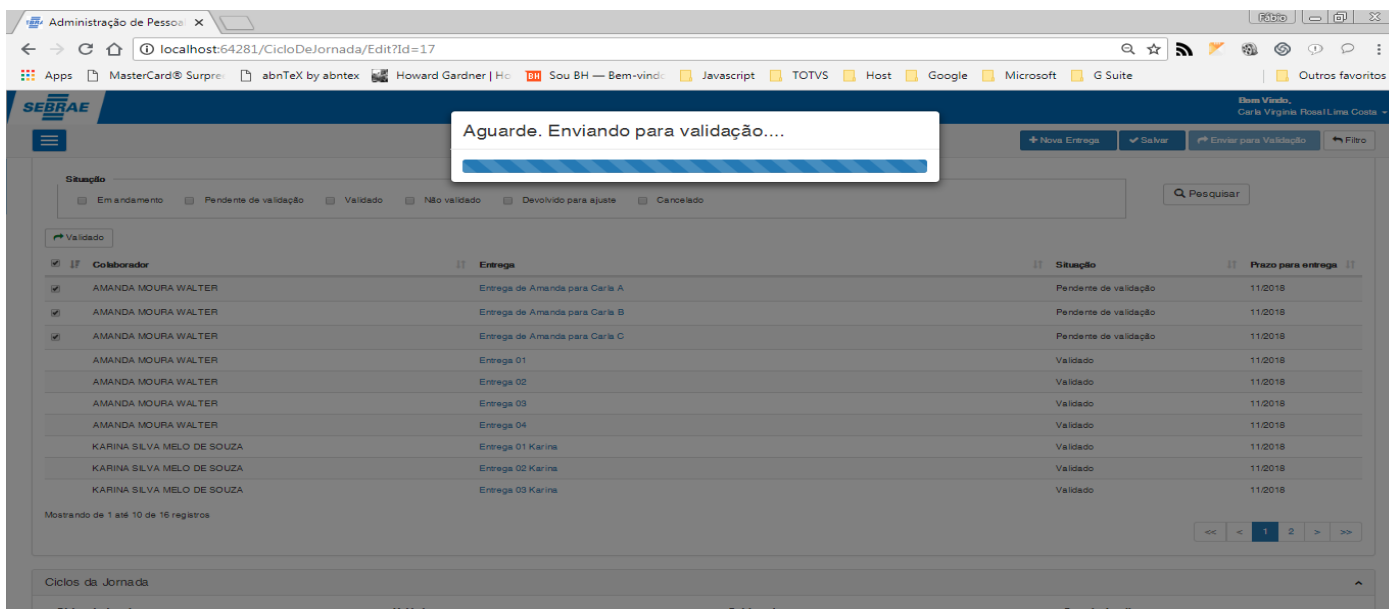 Administração de Pessoal
Fábio
localhost:64281/CicloDeJornada/Edit?Id=17
Apps MasterCard® Surpre abnTeX by abntex Howard Gardner | Ho BH Sou BH — Bem-vindo Javascript TOTVS Host Google Microsoft G Suite Outros favoritos
SEBRAE
Bem Vindo,
Carla Virginia Rosal Lima Costa
Aguarde. Enviando para validação....
+ Nova Entrega Salvar Enviar para Validação Filtro
Situação
Em andamento Pendente de validação Validado Não validado Devolvido para ajuste Cancelado
Pesquisar
Validado
Colaborador Entrega Situação Prazo para entrega
AMANDA MOURA WALTER Entrega de Amanda para Carla A Pendente de validação 11/2018
AMANDA MOURA WALTER Entrega de Amanda para Carla B Pendente de validação 11/2018
AMANDA MOURA WALTER Entrega de Amanda para Carla C Pendente de validação 11/2018
AMANDA MOURA WALTER Entrega 01 Validado 11/2018
AMANDA MOURA WALTER Entrega 02 Validado 11/2018
AMANDA MOURA WALTER Entrega 03 Validado 11/2018
AMANDA MOURA WALTER Entrega 04 Validado 11/2018
KARINA SILVA MELO DE SOUZA Entrega 01 Karina Validado 11/2018
KARINA SILVA MELO DE SOUZA Entrega 02 Karina Validado 11/2018
KARINA SILVA MELO DE SOUZA Entrega 03 Karina Validado 11/2018
Mostrando de 1 até 10 de 16 registros
<< < 1 2 > >>
Ciclos da Jornada